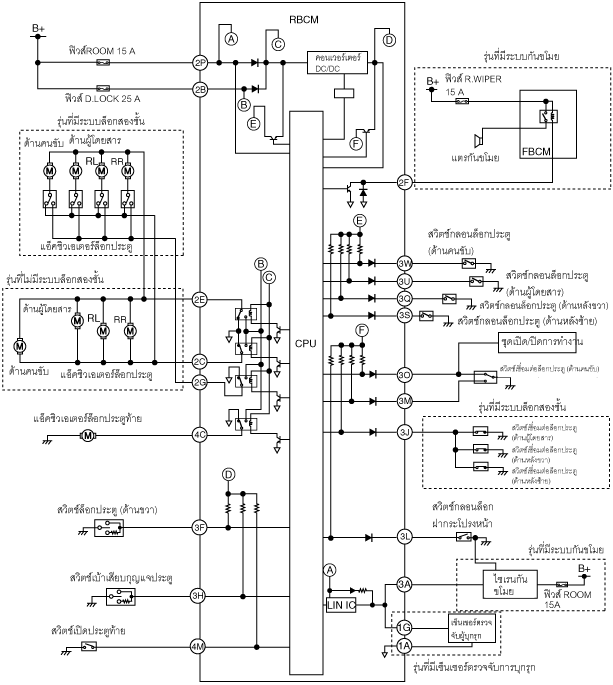 RBCM
B+
ฟิวส์ROOM 15 A
2P
A
C
D
คอนเวอร์เตอร์
DC/DC
ฟิวส์ D.LOCK 25 A
2B
B
E
F
รุ่นที่มีระบบกันขโมย
B+
ฟิวส์ R.WIPER
15 A
แตรกันขโมย
FBCM
2F
รุ่นที่มีระบบล็อกสองชั้น
ด้านคนขับ
ด้านผู้โดยสาร
RL
RR
M
M
M
M
แอ็คชิวเอเตอร์ล็อกประตู
รุ่นที่ไม่มีระบบล็อกสองชั้น
ด้านผู้โดยสาร
RL
RR
M
M
M
M
ด้านคนขับ
แอ็คชิวเอเตอร์ล็อกประตู
2E
2C
2G
B
C
CPU
E
3W
สวิตช์กลอนล็อกประตู
(ด้านคนขับ)
3U
สวิตช์กลอนล็อกประตู
(ด้านผู้โดยสาร)
3Q
สวิตช์กลอนล็อกประตู (ด้านหลังขวา)
3S
สวิตช์กลอนล็อกประตู (ด้านหลังซ้าย)
F
ชุดเปิด/ปิดการทำงาน
3O
สวิตช์เชื่อมต่อล็อกประตู (ด้านคนขับ)
3M
รุ่นที่มีระบบล็อกสองชั้น
3J
สวิตช์เชื่อมต่อล็อกประตู
(ด้านผู้โดยสาร)
สวิตช์เชื่อมต่อล็อกประตู
(ด้านหลังขวา)
สวิตช์เชื่อมต่อล็อกประตู
(ด้านหลังซ้าย)
แอ็คชิวเอเตอร์ล็อกประตูท้าย
M
4C
D
สวิตช์ล็อกประตู (ด้านขวา)
3F
สวิตช์เบ้าเสียบกุญแจประตู
3H
สวิตช์เปิดประตูท้าย
4M
สวิตช์กลอนล็อก
ฝากระโปรงหน้า
3L
รุ่นที่มีระบบกันขโมย
A
LIN IC
3A
ไซเรนกัน
ขโมย
B+
ฟิวส์ ROOM
15A
1G
1A
เซ็นเซอร์ตรวจ
จับผู้บุกรุก
รุ่นที่มีเซ็นเซอร์ตรวจจับการบุกรุก